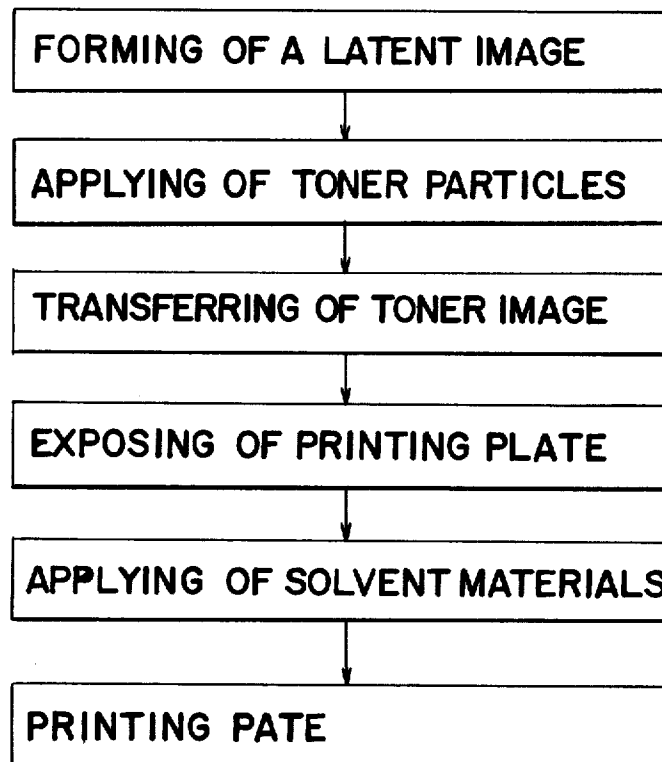 FORMING OF A LATENT IMAGE
APPLYING OF TONER PARTICLES
TRANSFERRING OF TONER IMAGE
EXPOSING OF PRINTING PLATE
APPLYING OF SOLVENT MATERIALS
PRINTING PATE